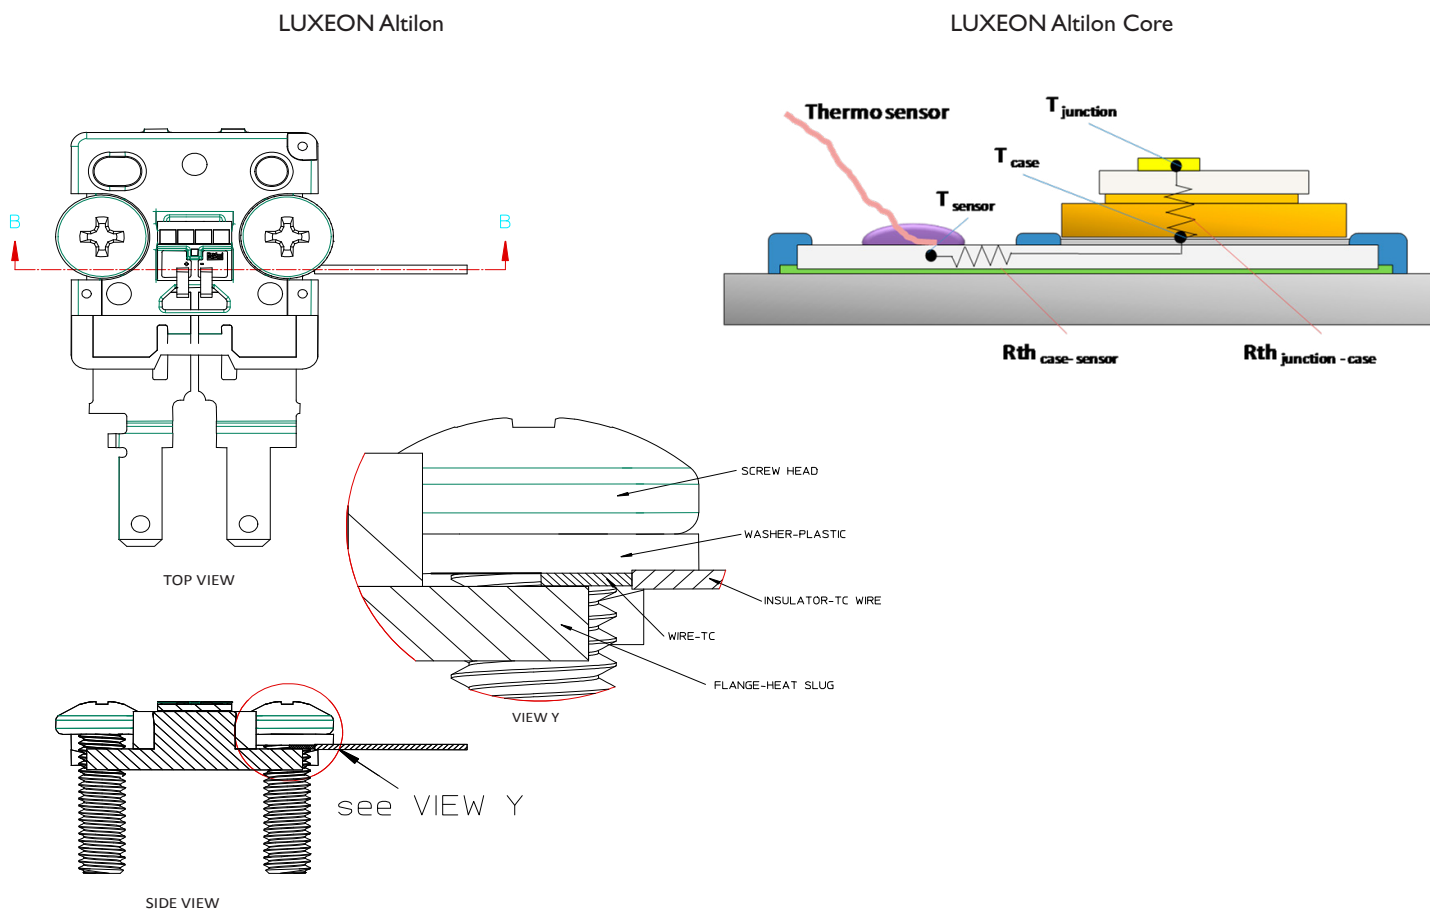 LUXEON Altilon
LUXEON Altilon Core
Thermo sensor
T junction
T case
T sensor
B
B
Rth case-sensor
Rth junction - case
SCREW HEAD
WASHER-PLASTIC
INSULATOR-TC WIRE
WIRE-TC
FLANGE-HEAT SLUG
TOP VIEW
VIEW Y
see VIEW Y
SIDE VIEW